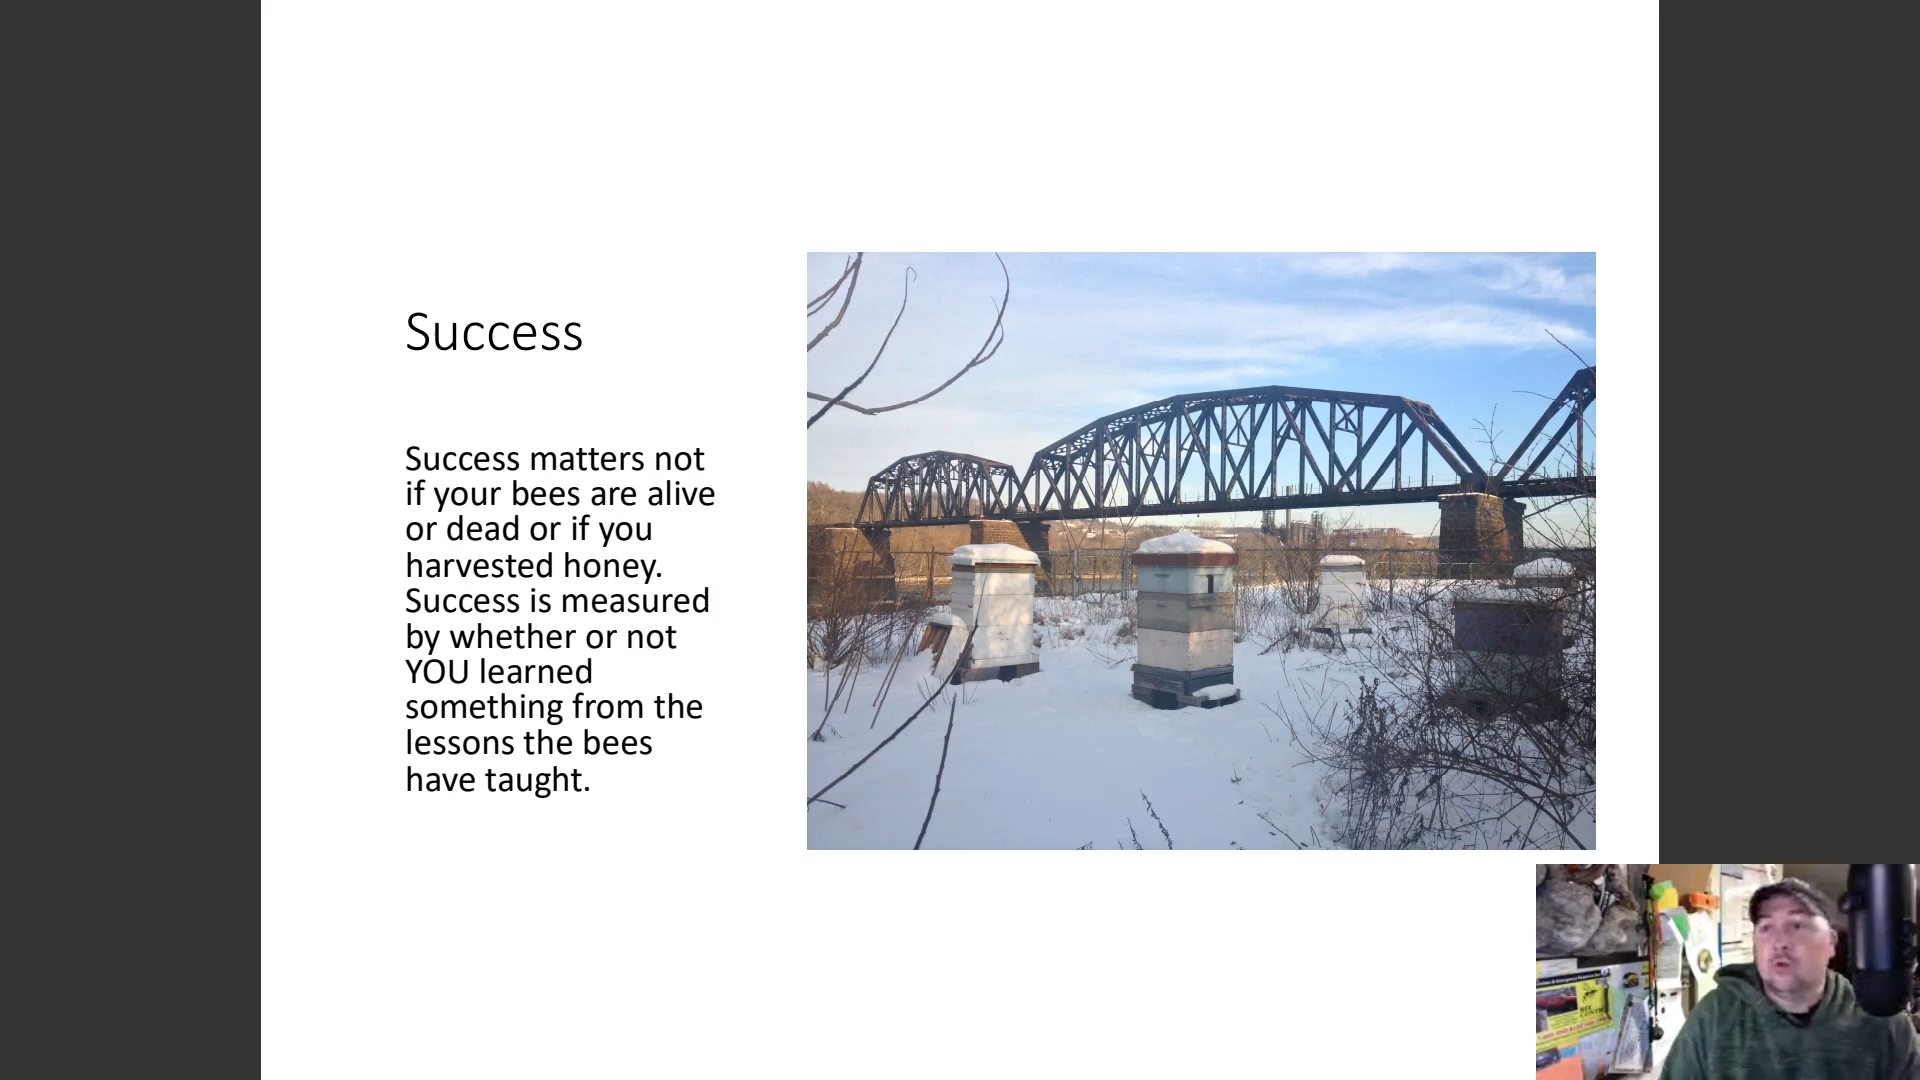 Success
Success matters not
if your bees are alive
or dead or if you
harvested honey.
Success is measured
by whether or not
YOU learned
something from the
lessons the bees
have taught.